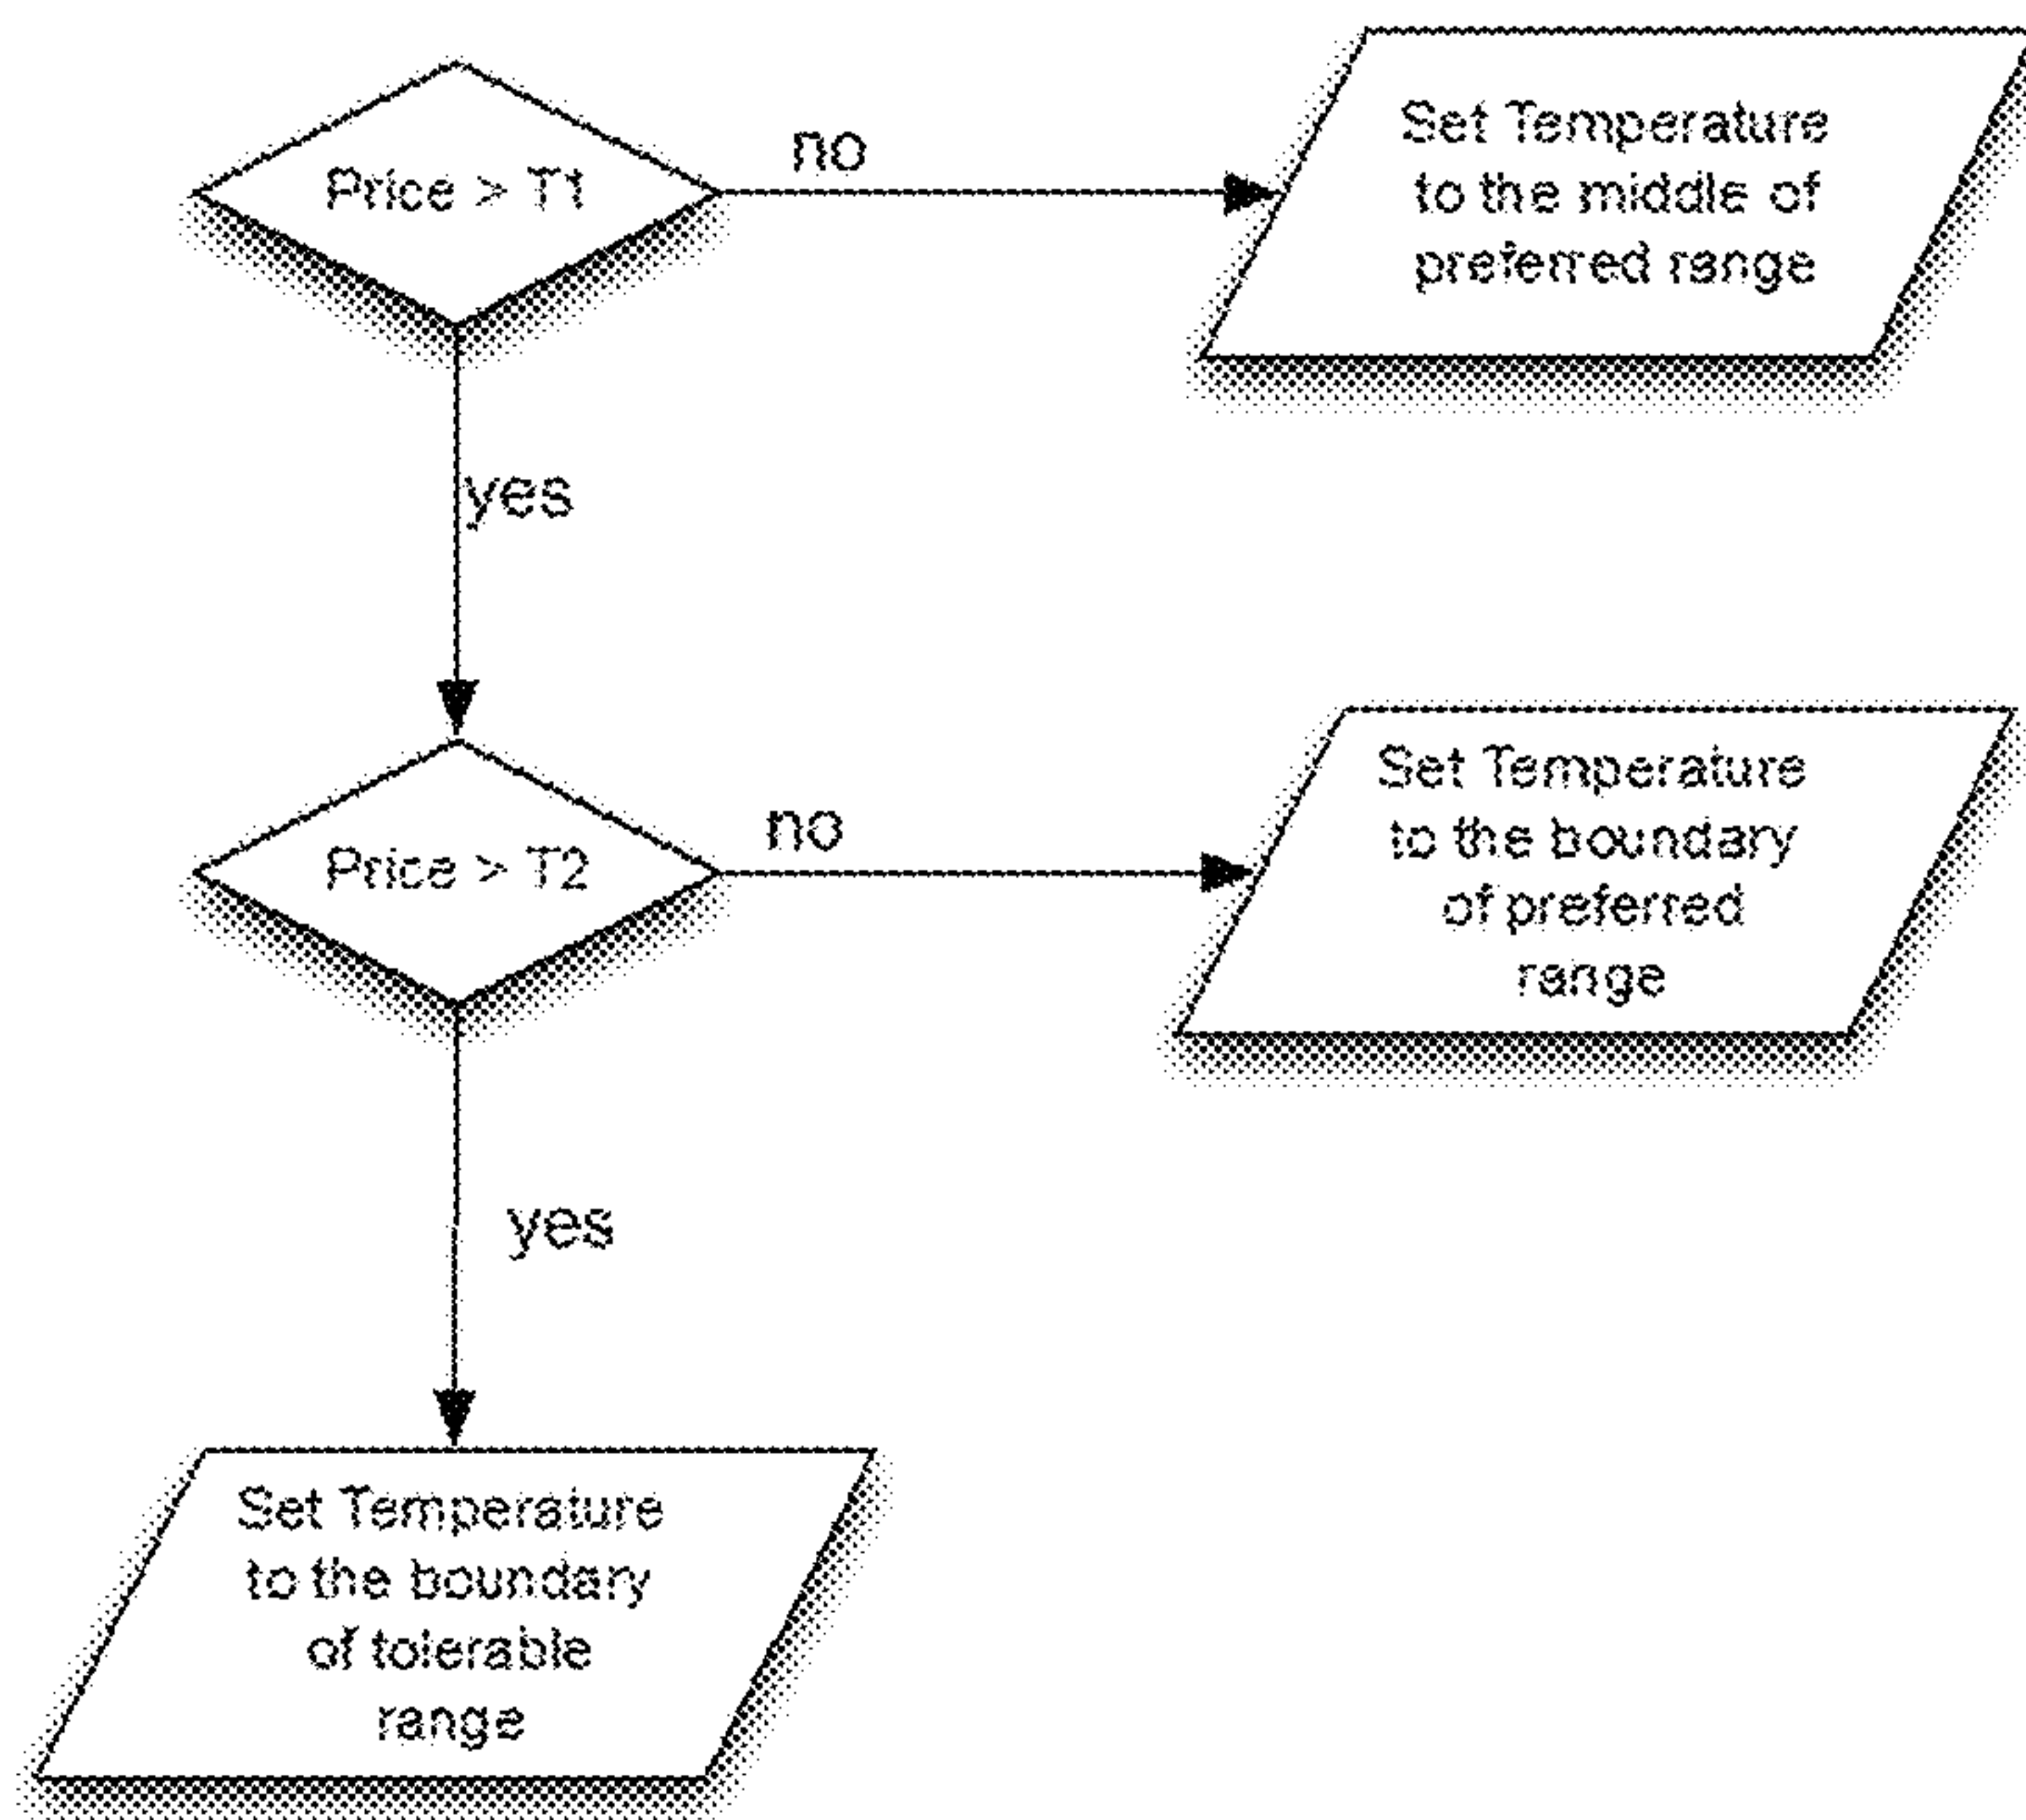 Price > T1
no
Set Temperature
to the middle of
preferred range
yes
Price > T2
no
Set Temperature
to the boundary
of preferred
range
yes
Set Temperature
to the boundary
of tolerable
range